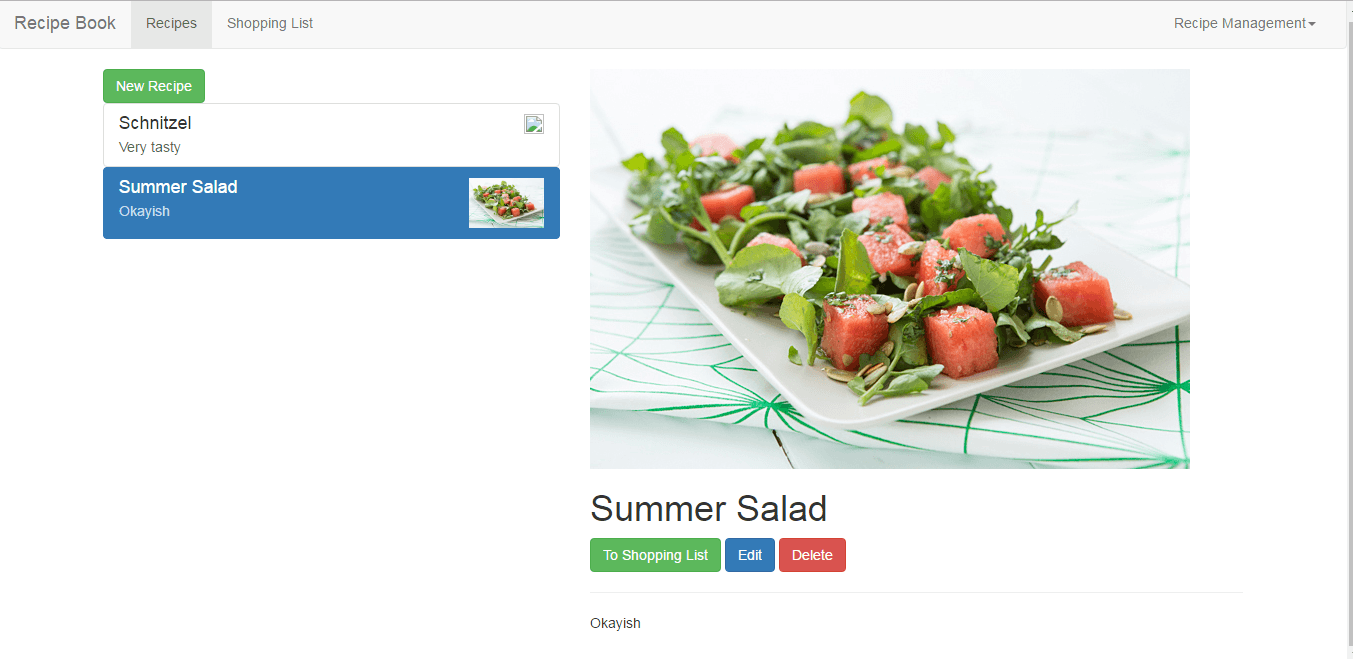 Recipe Book Recipes Shopping List Recipe Management
New Recipe
Schnitzel
Very tasty
Summer Salad
Okayish
Summer Salad
To Shopping List Edit Delete
Okayish